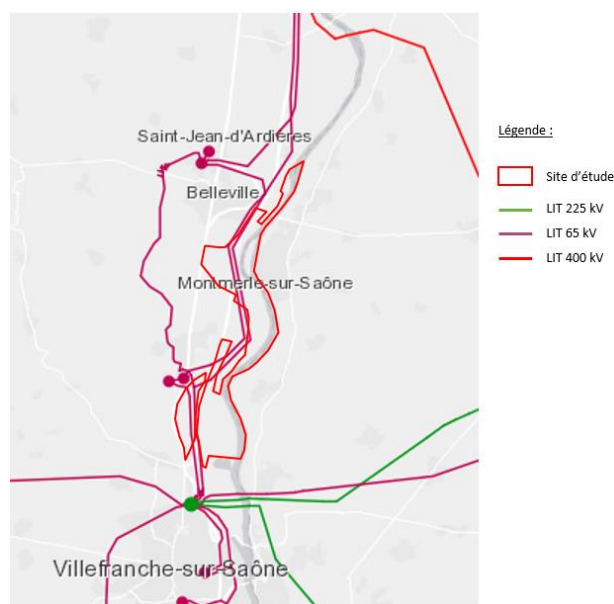 Saint-Jean-d'Ardières
Belleville
Montmerle-sur-Saône
Villefranche-sur-Saône
Légende :
Site d'étude
LIT 225 kV
LIT 65 kV
LIT 400 kV